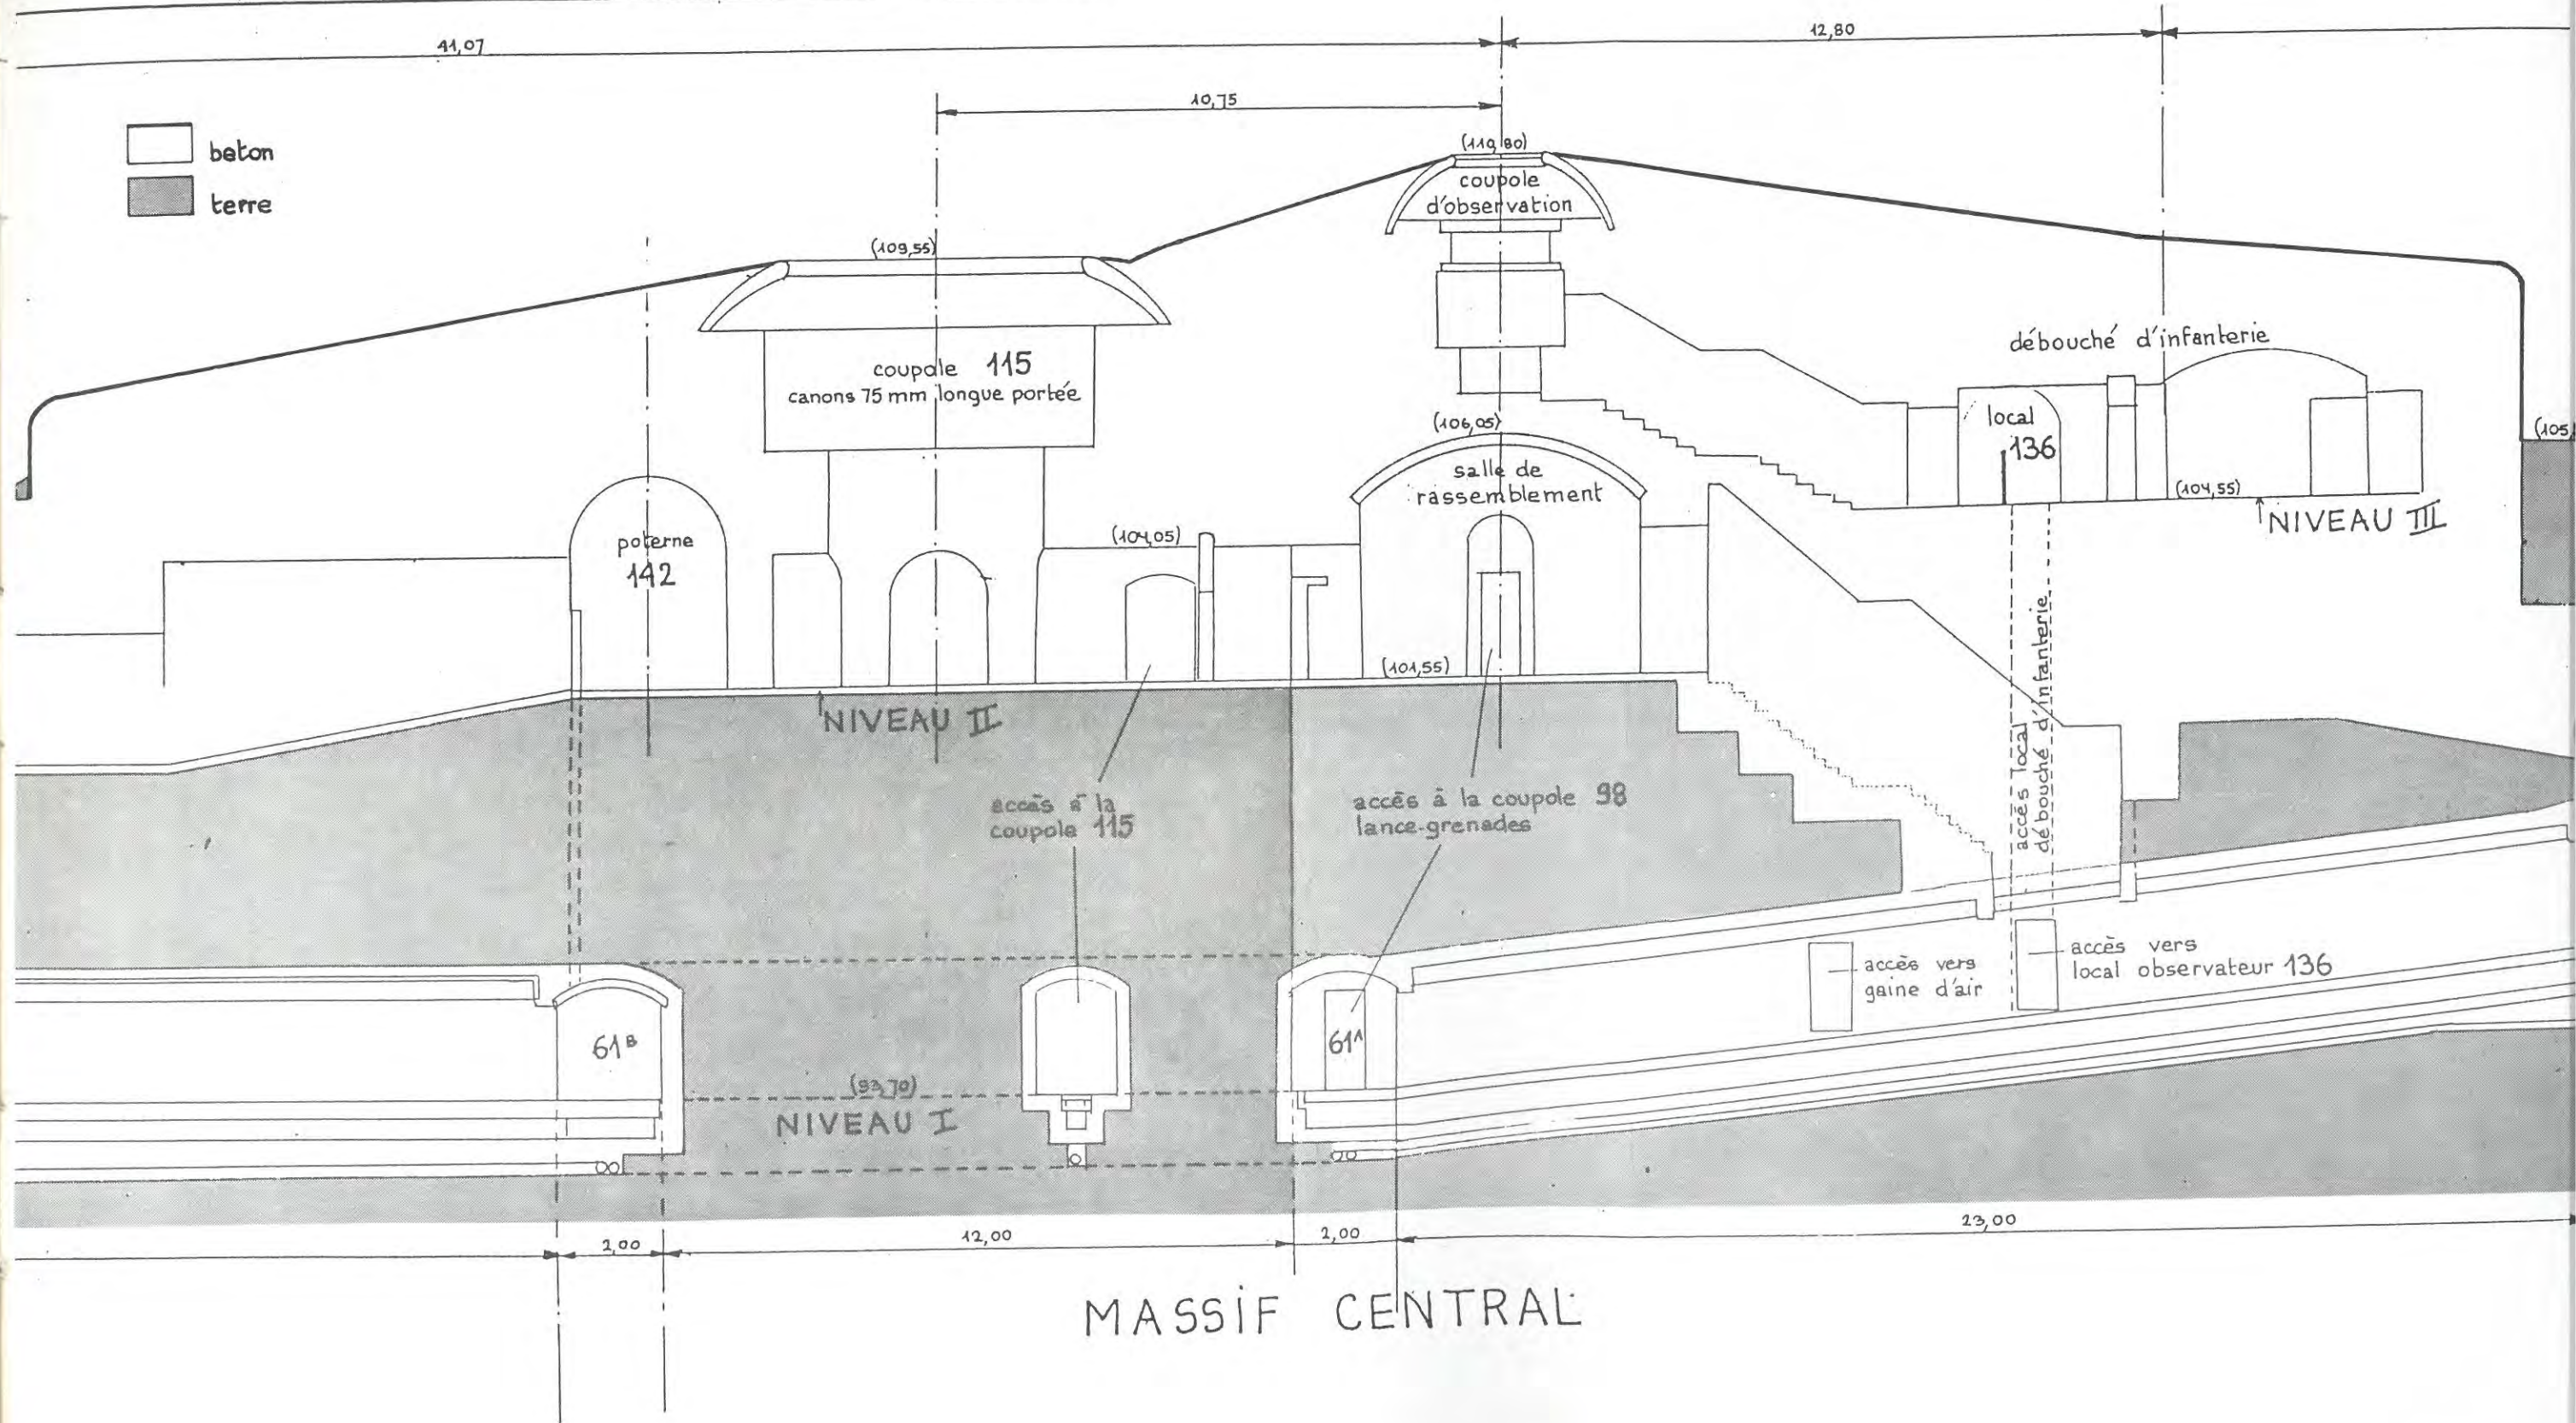 41,07
12,80
10,75
beton
terre
(110,80)
coupole
d'observation
(109,55)
débouché d'infanterie
coupole 115
canons 75 mm longue portée
local
136
(106,05)
(105,
salle de
rassemblement
(104,55)
NIVEAU III
poterne
142
(104,05)
(101,55)
NIVEAU II
accès local
débouché d'infanterie
accès à la
coupole 115
accès à la coupole 98
lance-grenades
accès vers
gaine d'air
accès vers
local observateur 136
61B
61A
(93,70)
NIVEAU I
2,00
12,00
2,00
23,00
MASSIF CENTRAL